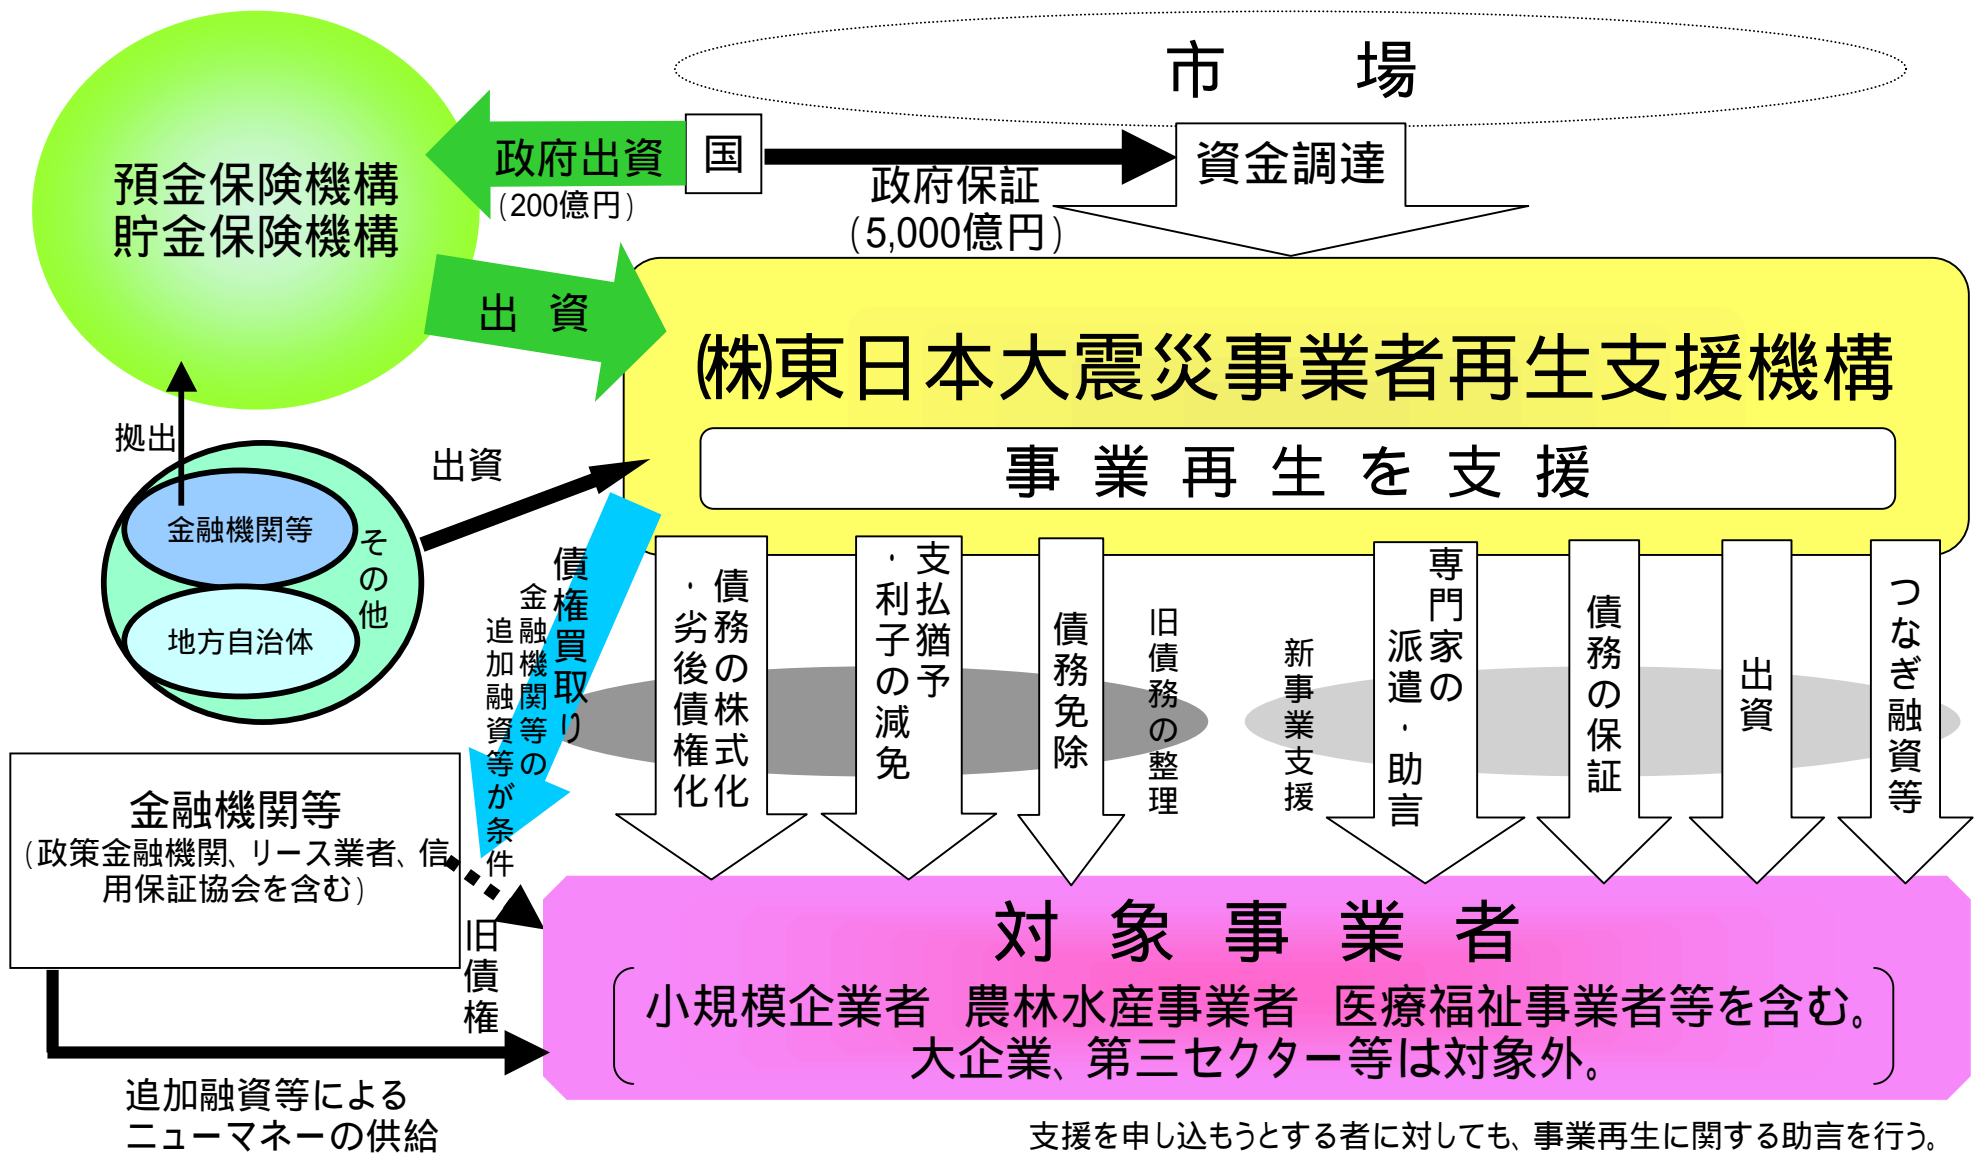 市　場
国
政府出資
(200億円)
政府保証
(5,000億円)
資金調達
預金保険機構
貯金保険機構
出 資
㈱東日本大震災事業者再生支援機構
事業再生を支援
拠出
出資
金融機関等
地方自治体
その他
債権買取り
金融機関等の
追加融資等が条件
債務の株式化
・劣後債権化
支払猶予
・利子の減免
債務免除
旧債務の整理
新事業支援
専門家の
派遣・助言
債務の保証
出資
つなぎ融資等
金融機関等
(政策金融機関、リース業者、信
用保証協会を含む)
旧債権
対象事業者
小規模企業者　農林水産事業者　医療福祉事業者等を含む。
大企業、第三セクター等は対象外。
追加融資等による
ニューマネーの供給
支援を申し込もうとする者に対しても、事業再生に関する助言を行う。